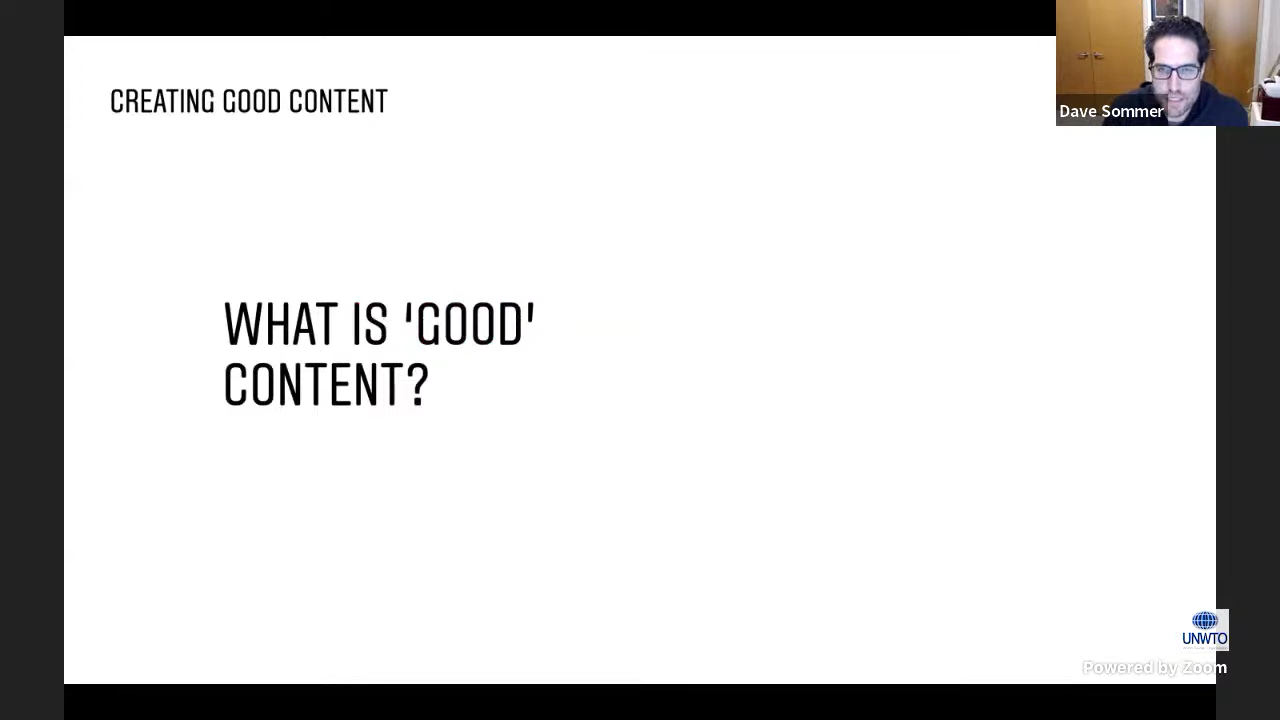 CREATING GOOD CONTENT
Dave Sommer
WHAT IS 'GOOD'
CONTENT?
UNWTO
Powered by Zoom